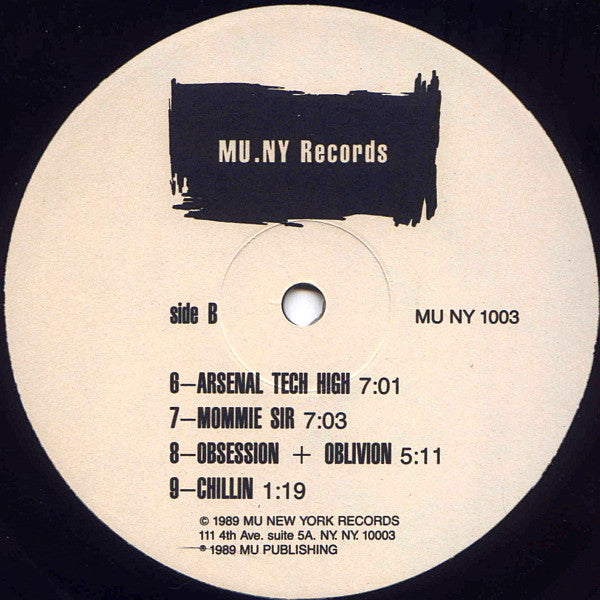 MU.NY Records
side B
MU NY 1003
6–ARSENAL TECH HIGH 7:01
7–MOMMIE SIR 7:03
8–OBSESSION + OBLIVION 5:11
9–CHILLIN 1:19
© 1989 MU NEW YORK RECORDS
111 4th Ave. suite 5A. NY. NY. 10003
℗ 1989 MU PUBLISHING